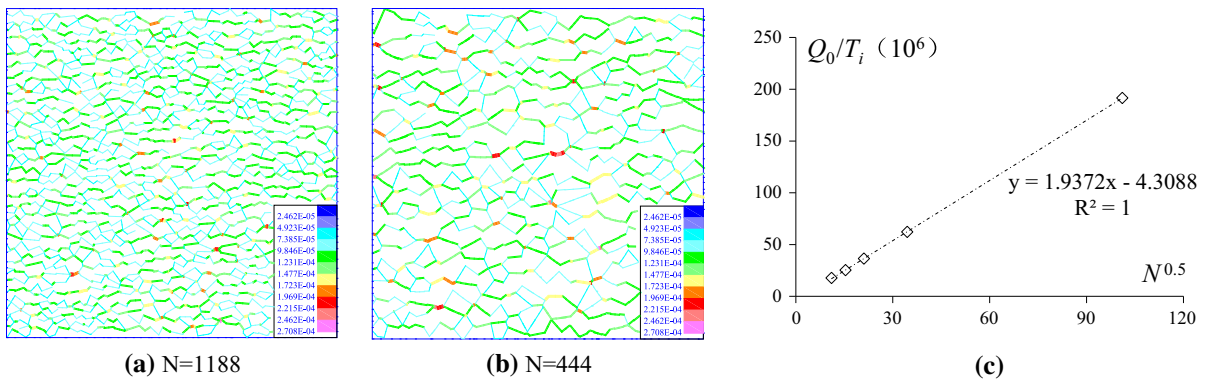 2.462E-05
4.923E-05
7.385E-05
9.846E-05
1.231E-04
1.477E-04
1.723E-04
1.969E-04
2.215E-04
2.462E-04
2.708E-04
(a) N=1188
2.462E-05
4.923E-05
7.385E-05
9.846E-05
1.231E-04
1.477E-04
1.723E-04
1.969E-04
2.215E-04
2.462E-04
2.708E-04
(b) N=444
Q₀/Tᵢ（10⁶）
250
200
150
100
50
0
y = 1.9372x - 4.3088
R² = 1
N⁰·⁵
0 30 60 90 120
(c)